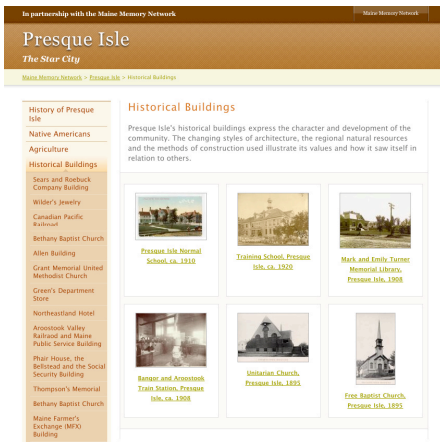 In partnership with the Maine Memory Network
Maine Memory Network
Presque Isle
The Star City
Maine Memory Network > Presque Isle > Historical Buildings
History of Presque
Isle
Native Americans
Agriculture
Historical Buildings
Sears and Roebuck
Company Building
Wilder's Jewelry
Canadian Pacific
Railroad
Bethany Baptist Church
Allen Building
Grant Memorial United
Methodist Church
Green's Department
Store
Northeastland Hotel
Aroostook Valley
Railraod and Maine
Public Service Building
Phair House, the
Bellstead and the Social
Security Building
Thompson's Memorial
Bethany Baptist Church
Maine Farmer's
Exchange (MFX)
Building
Historical Buildings
Presque Isle's historical buildings express the character and development of the
community. The changing styles of architecture, the regional natural resources
and the methods of construction used illustrate its values and how it saw itself in
relation to others.
Presque Isle Normal
School, ca. 1910
Training School, Presque
Isle, ca. 1920
Mark and Emily Turner
Memorial Library,
Presque Isle, 1908
Bangor and Aroostook
Train Station, Presque
Isle, ca. 1908
Unitarian Church,
Presque Isle, 1895
Free Baptist Church,
Presque Isle, 1895